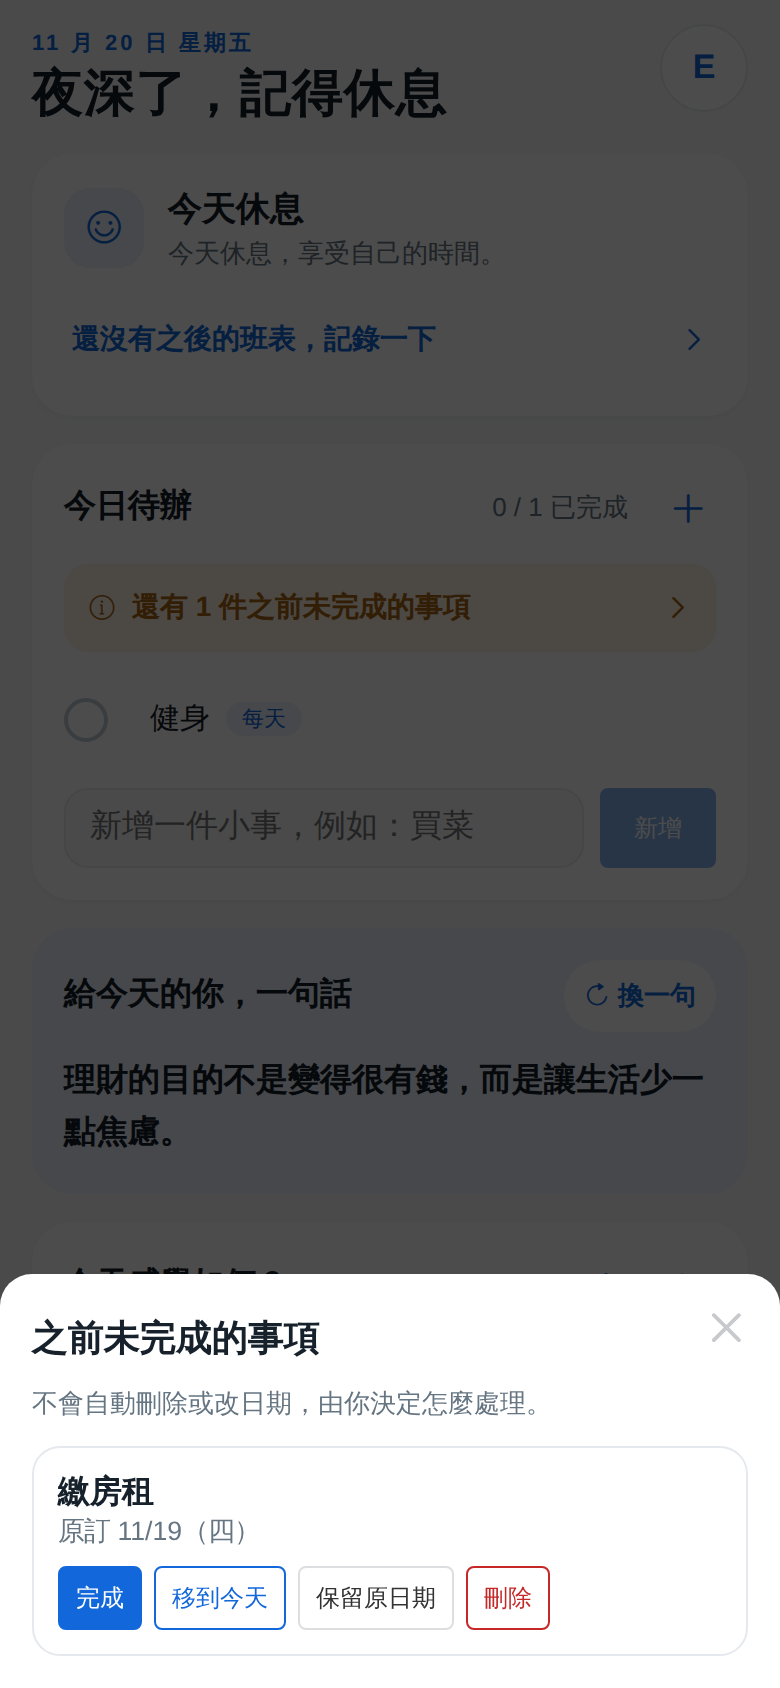 11 月 20 日 星期五
夜深了，記得休息
E
今天休息
今天休息，享受自己的時間。
還沒有之後的班表，記錄一下
今日待辦
0 / 1 已完成
還有 1 件之前未完成的事項
健身
每天
新增一件小事，例如：買菜
新增
給今天的你，一句話
換一句
理財的目的不是變得很有錢，而是讓生活少一
點焦慮。
之前未完成的事項
不會自動刪除或改日期，由你決定怎麼處理。
繳房租
原訂 11/19（四）
完成
移到今天
保留原日期
刪除